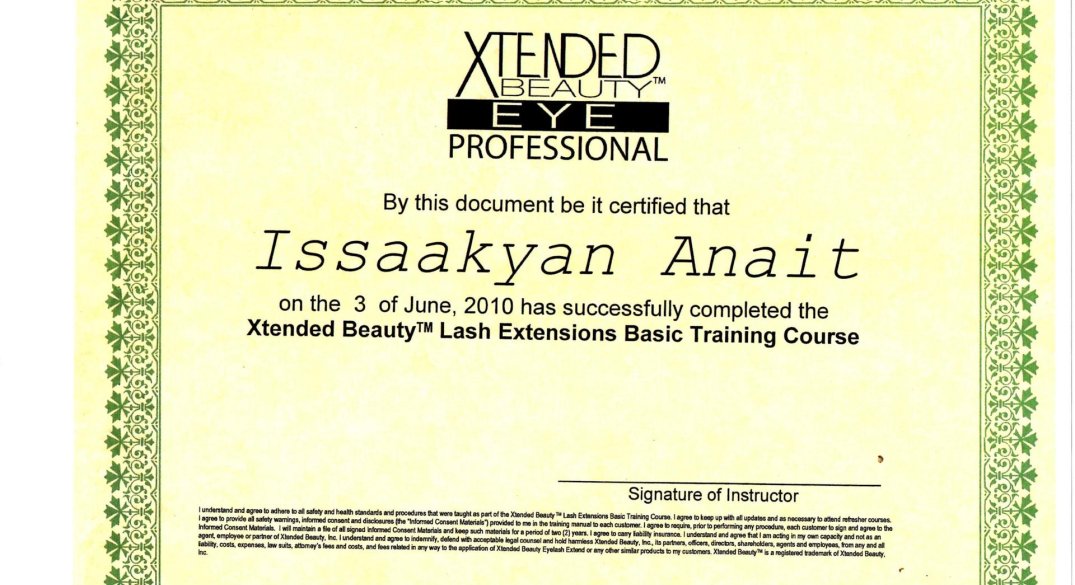 XTENDED
BEAUTY™
EYE
PROFESSIONAL
By this document be it certified that
Issaakyan Anait
on the 3 of June, 2010 has successfully completed the
Xtended Beauty™ Lash Extensions Basic Training Course
Signature of Instructor
I understand and agree to adhere to all safety and health standards and procedures that were taught as part of the Xtended Beauty ™ Lash Extensions Basic Training Course. I agree to keep up with all updates and as necessary to attend refresher courses.
I agree to provide all safety warnings, informed consent and disclosures (the "Informed Consent Materials") provided to me in the training manual to each customer. I agree to require, prior to performing any procedure, each customer to sign and agree to the
Informed Consent Materials. I will maintain a file of all signed Informed Consent Materials and keep such materials for a period of two (2) years. I agree to carry liability insurance. I understand and agree that I am acting in my own capacity and not as an
agent, employee or partner of Xtended Beauty, Inc. I understand and agree to indemnify, defend with acceptable legal counsel and hold harmless Xtended Beauty, Inc., its partners, officers, directors, shareholders, agents and employees, from any and all
liability, costs, expenses, law suits, attorney's fees and costs, and fees related in any way to the application of Xtended Beauty Eyelash Extend or any other similar products to my customers. Xtended Beauty™ is a registered trademark of Xtended Beauty,
Inc.